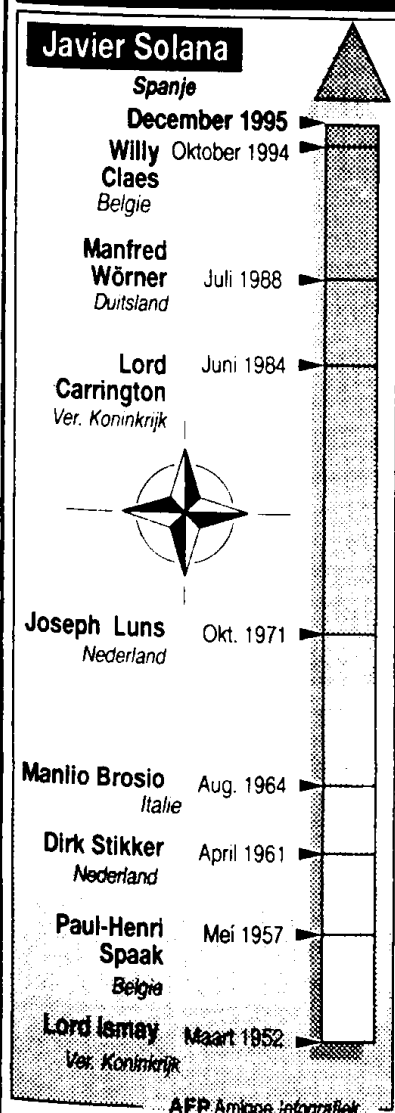 Javier Solana
Spanje
December 1995
Willy Claes Oktober 1994
Belgie
Manfred Wörner Juli 1988
Duitsland
Lord Carrington Juni 1984
Ver. Koninkrijk
Joseph Luns Okt. 1971
Nederland
Manlio Brosio Aug. 1964
Italie
Dirk Stikker April 1961
Nederland
Paul-Henri Spaak Mei 1957
Belgie
Lord Ismay Maart 1952
Ver. Koninkrijk
AFP Infografiek